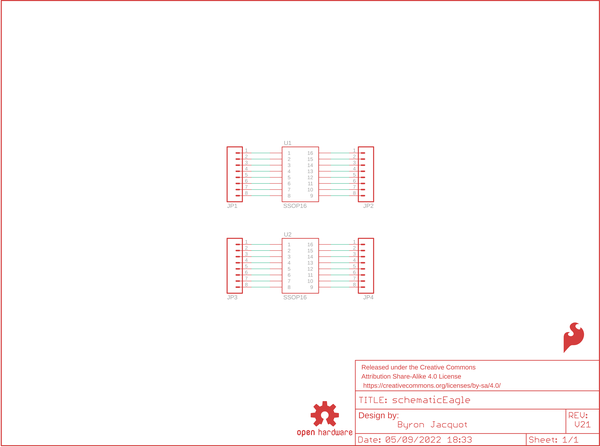 U1
1 16
2 15
3 14
4 13
5 12
6 11
7 10
8 9
JP1
SSOP16
JP2
U2
1 16
2 15
3 14
4 13
5 12
6 11
7 10
8 9
JP3
SSOP16
JP4
Released under the Creative Commons
Attribution Share-Alike 4.0 License
https://creativecommons.org/licenses/by-sa/4.0/
TITLE: schematicEagle
Design by:
Byron Jacquot
REV:
V21
Date: 05/09/2022 18:33
Sheet: 1/1
open hardware